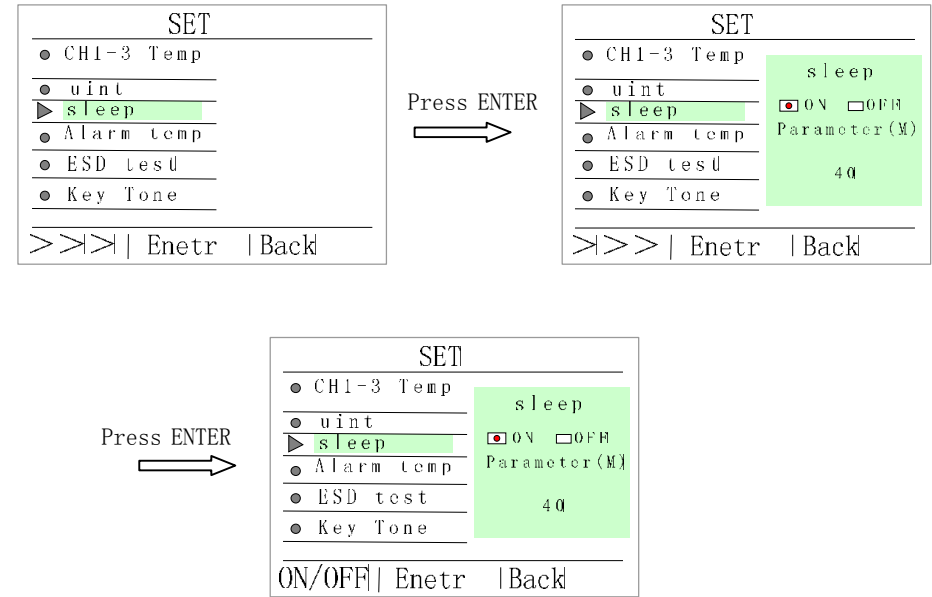 SET
CH1-3 Temp
uint
sleep
Alarm temp
ESD test
Key Tone
>>> | Enetr | Back
Press ENTER
SET
CH1-3 Temp
uint
sleep
Alarm temp
ESD test
Key Tone
sleep
ON OFF
Parameter(M)
40
>>> | Enetr | Back
Press ENTER
SET
CH1-3 Temp
uint
sleep
Alarm temp
ESD test
Key Tone
sleep
ON OFF
Parameter(M)
40
ON/OFF | Enetr | Back